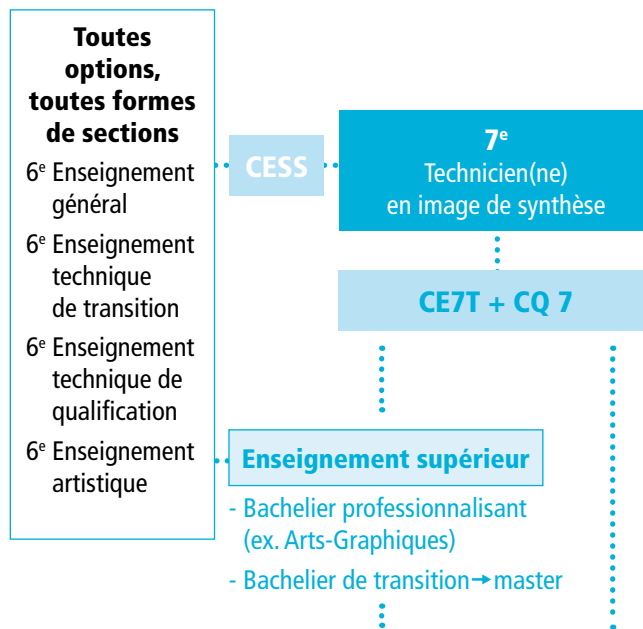 Toutes
options,
toutes formes
de sections
6e Enseignement
général
6e Enseignement
technique
de transition
6e Enseignement
technique de
qualification
6e Enseignement
artistique
CESS
7e
Technicien(ne)
en image de synthèse
CE7T + CQ 7
Enseignement supérieur
- Bachelier professionnalisant
(ex. Arts-Graphiques)
- Bachelier de transition→master